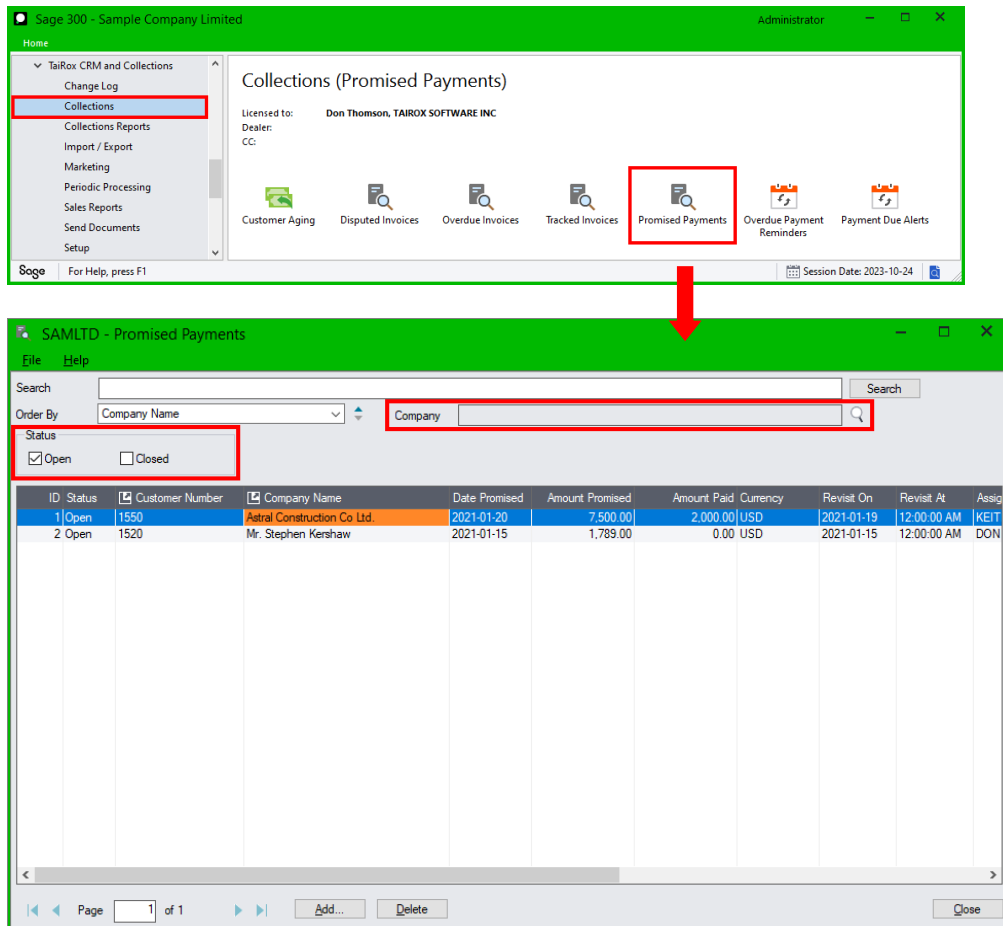 Sage 300 - Sample Company Limited
Administrator
Home
TaiRox CRM and Collections
Change Log
Collections
Collections Reports
Import / Export
Marketing
Periodic Processing
Sales Reports
Send Documents
Setup
Collections (Promised Payments)
Licensed to: Don Thomson, TAIROX SOFTWARE INC
Dealer:
CC:
Customer Aging
Disputed Invoices
Overdue Invoices
Tracked Invoices
Promised Payments
Overdue Payment
Reminders
Payment Due Alerts
Sage For Help, press F1
Session Date: 2023-10-24
SAMLTD - Promised Payments
File Help
Search Search
Order By Company Name Company
Status
Open Closed
ID Status Customer Number Company Name Date Promised Amount Promised Amount Paid Currency Revisit On Revisit At Assig
1 Open 1550 Astral Construction Co Ltd. 2021-01-20 7,500.00 2,000.00 USD 2021-01-19 12:00:00 AM KEIT
2 Open 1520 Mr. Stephen Kershaw 2021-01-15 1,789.00 0.00 USD 2021-01-15 12:00:00 AM DON
Page 1 of 1 Add... Delete Close